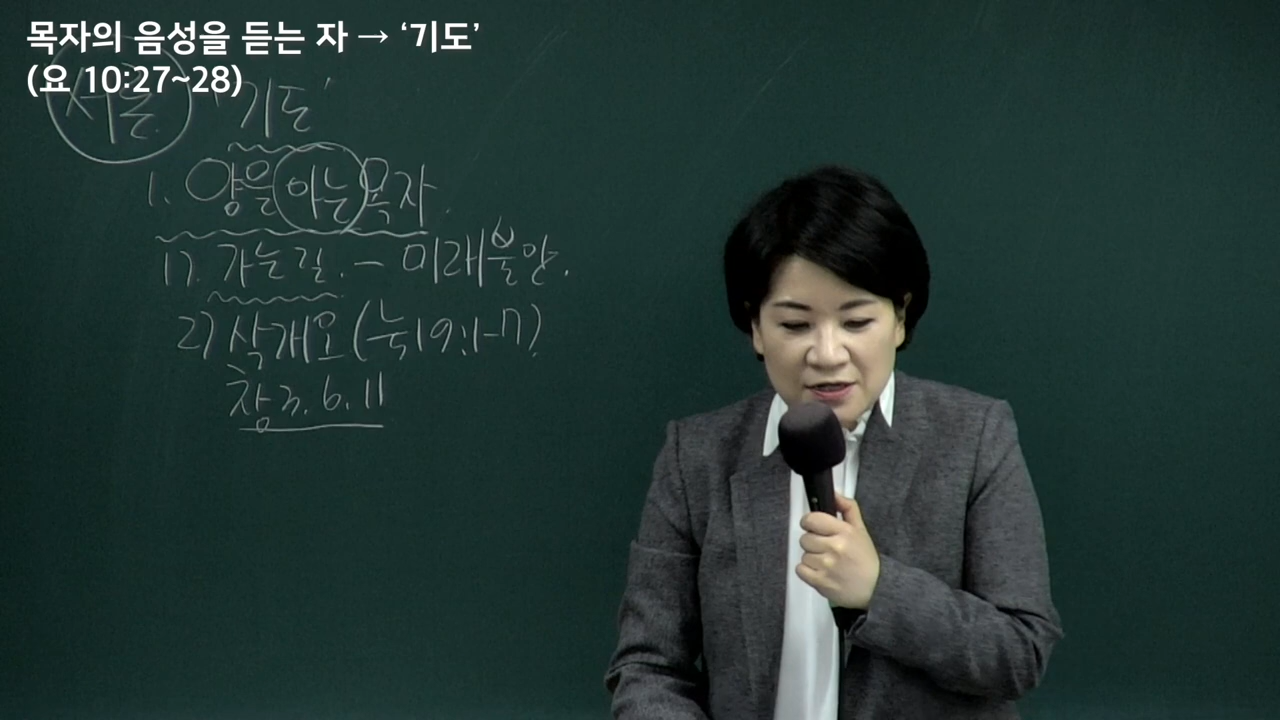 목자의 음성을 듣는 자 → ‘기도’
(요 10:27~28)
서론 '기도'
1. 양을 아는 목자.
1). 가는길. - 미래불안.
2) 삭개오(눅19:1-7)
창3.6.11